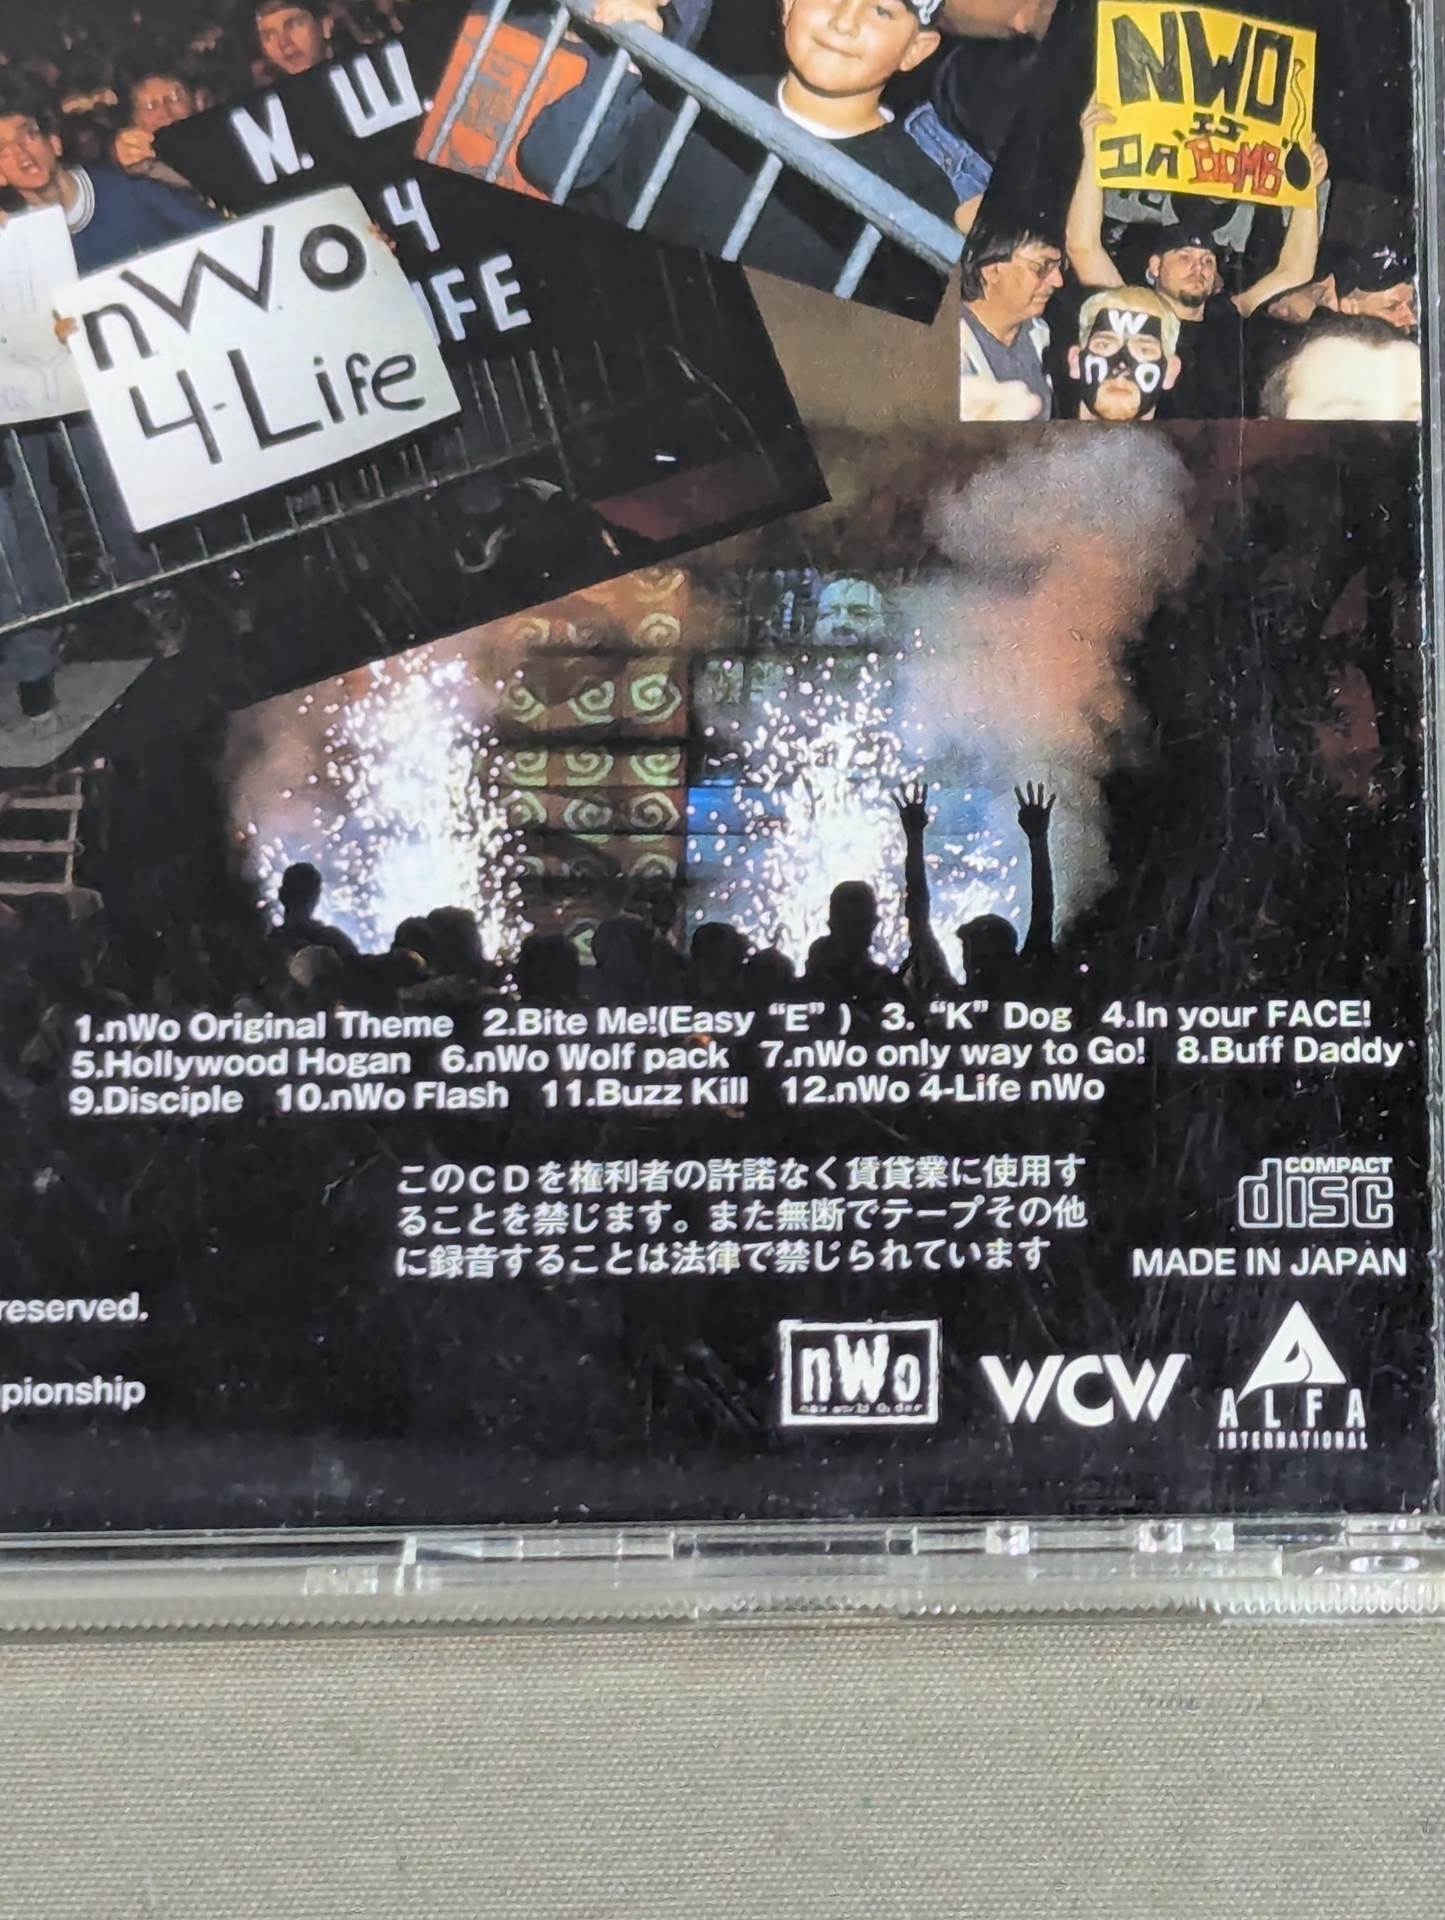 N. W.
4
IFE
nWo
4-Life
NWO
IS
DA BOMB
W
n o
1.nWo Original Theme 2.Bite Me!(Easy “E” ) 3. “K” Dog 4.In your FACE!
5.Hollywood Hogan 6.nWo Wolf pack 7.nWo only way to Go! 8.Buff Daddy
9.Disciple 10.nWo Flash 11.Buzz Kill 12.nWo 4-Life nWo
このＣＤを権利者の許諾なく賃貸業に使用す
ることを禁じます。また無断でテープその他
に録音することは法律で禁じられています
COMPACT
disc
MADE IN JAPAN
reserved.
pionship
nWo
new world Order
WCW
ALFA
INTERNATIONAL